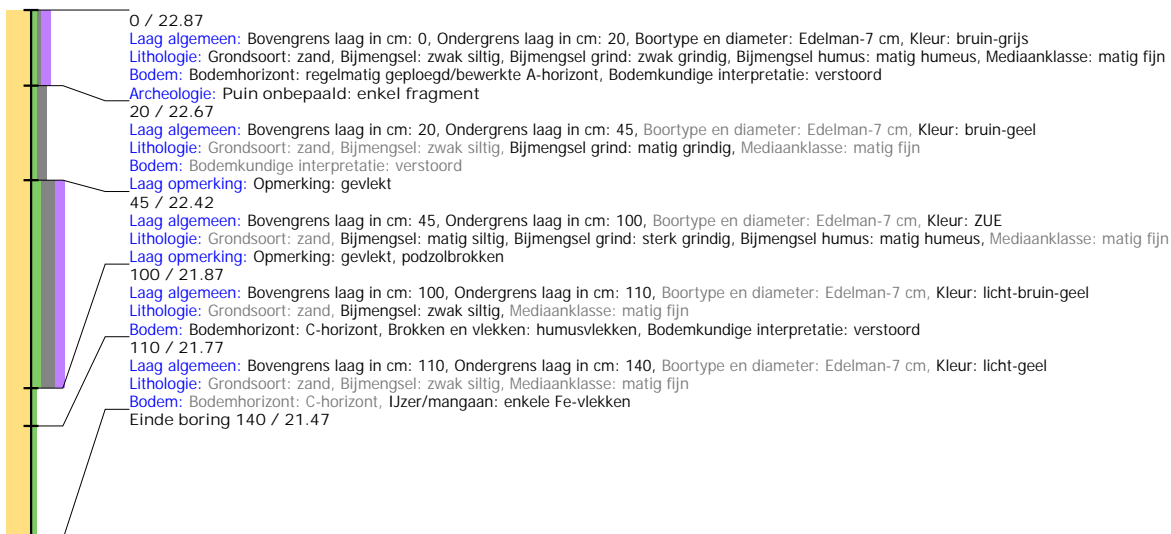 0 / 22.87
Laag algemeen: Bovengrens laag in cm: 0, Ondergrens laag in cm: 20, Boortype en diameter: Edelman-7 cm, Kleur: bruin-grijs
Lithologie: Grondsoort: zand, Bijmengsel: zwak siltig, Bijmengsel grind: zwak grindig, Bijmengsel humus: matig humeus, Mediaanklasse: matig fijn
Bodem: Bodemhorizont: regelmatig geploegd/bewerkte A-horizont, Bodemkundige interpretatie: verstoord
Archeologie: Puin onbepaald: enkel fragment
20 / 22.67
Laag algemeen: Bovengrens laag in cm: 20, Ondergrens laag in cm: 45, Boortype en diameter: Edelman-7 cm, Kleur: bruin-geel
Lithologie: Grondsoort: zand, Bijmengsel: zwak siltig, Bijmengsel grind: matig grindig, Mediaanklasse: matig fijn
Bodem: Bodemkundige interpretatie: verstoord
Laag opmerking: Opmerking: gevlekt
45 / 22.42
Laag algemeen: Bovengrens laag in cm: 45, Ondergrens laag in cm: 100, Boortype en diameter: Edelman-7 cm, Kleur: ZUE
Lithologie: Grondsoort: zand, Bijmengsel: matig siltig, Bijmengsel grind: sterk grindig, Bijmengsel humus: matig humeus, Mediaanklasse: matig fijn
Laag opmerking: Opmerking: gevlekt, podzolbrokken
100 / 21.87
Laag algemeen: Bovengrens laag in cm: 100, Ondergrens laag in cm: 110, Boortype en diameter: Edelman-7 cm, Kleur: licht-bruin-geel
Lithologie: Grondsoort: zand, Bijmengsel: zwak siltig, Mediaanklasse: matig fijn
Bodem: Bodemhorizont: C-horizont, Brokken en vlekken: humusvlekken, Bodemkundige interpretatie: verstoord
110 / 21.77
Laag algemeen: Bovengrens laag in cm: 110, Ondergrens laag in cm: 140, Boortype en diameter: Edelman-7 cm, Kleur: licht-geel
Lithologie: Grondsoort: zand, Bijmengsel: zwak siltig, Mediaanklasse: matig fijn
Bodem: Bodemhorizont: C-horizont, IJzer/mangaan: enkele Fe-vlekken
Einde boring 140 / 21.47